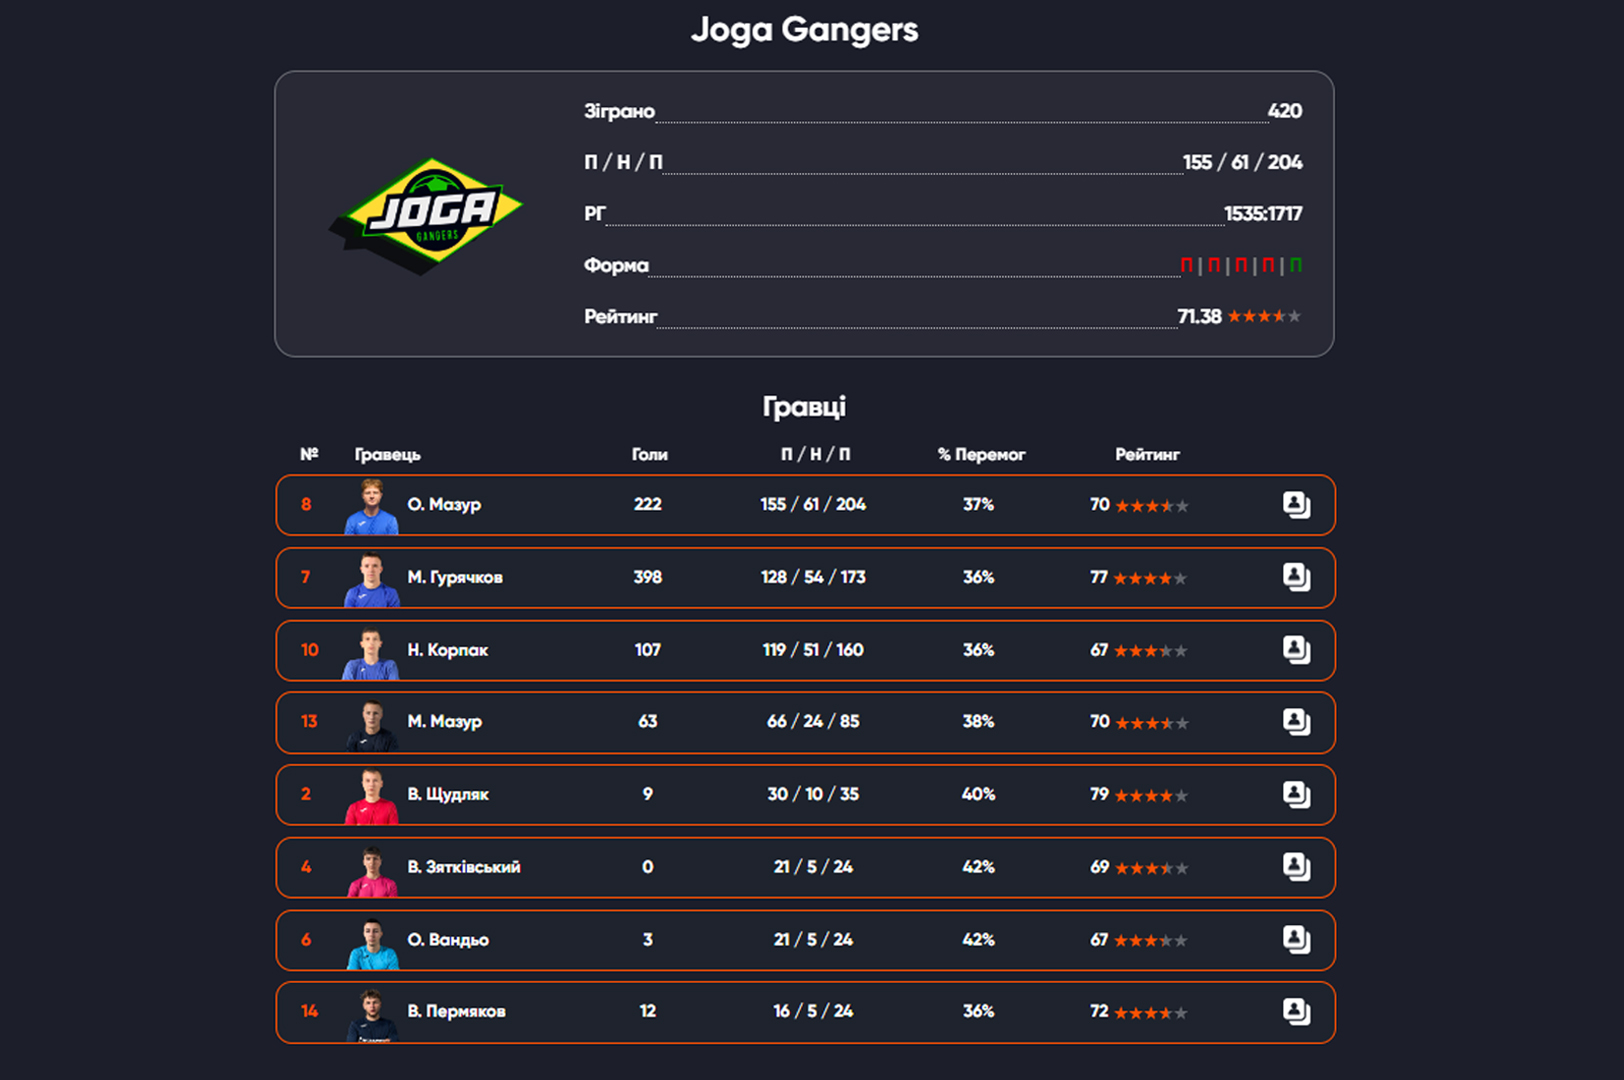 Joga Gangers
JOGA
GANGERS
Зіграно 420
П / Н / П 155 / 61 / 204
РГ 1535:1717
Форма П | П | П | П | П
Рейтинг 71.38
Гравці
№ Гравець Голи П / Н / П % Перемог Рейтинг
8 О. Мазур 222 155 / 61 / 204 37% 70
7 М. Гурячков 398 128 / 54 / 173 36% 77
10 Н. Корпак 107 119 / 51 / 160 36% 67
13 М. Мазур 63 66 / 24 / 85 38% 70
2 В. Щудляк 9 30 / 10 / 35 40% 79
4 В. Зятківський 0 21 / 5 / 24 42% 69
6 О. Вандьо 3 21 / 5 / 24 42% 67
14 В. Пермяков 12 16 / 5 / 24 36% 72